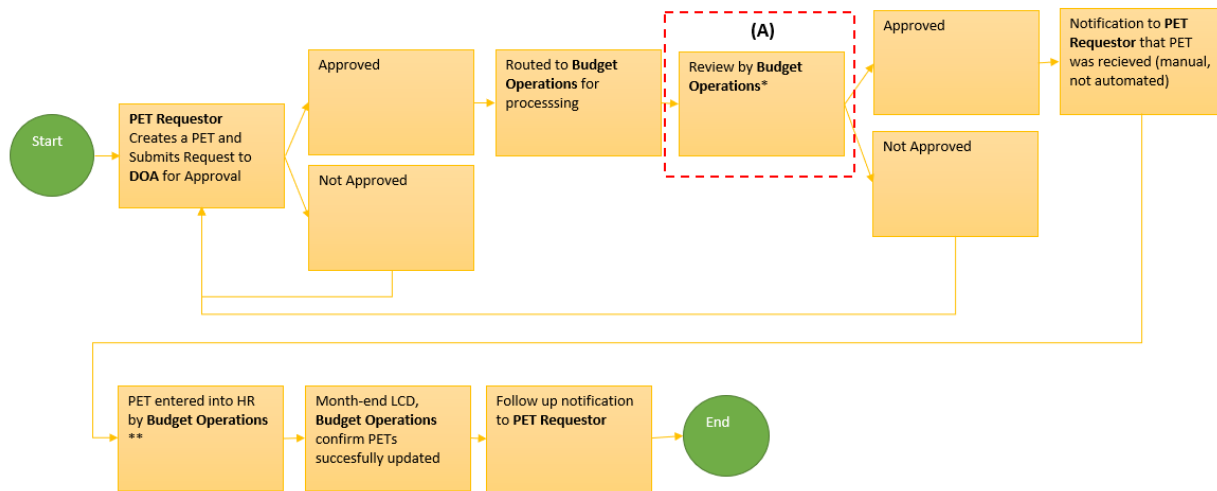 Start
PET Requestor
Creates a PET and
Submits Request to
DOA for Approval
Approved
Not Approved
Routed to Budget
Operations for
processsing
(A)
Review by Budget
Operations*
Approved
Not Approved
Notification to PET
Requestor that PET
was recieved (manual,
not automated)
PET entered into HR
by Budget Operations
**
Month-end LCD,
Budget Operations
confirm PETs
succesfully updated
Follow up notification
to PET Requestor
End